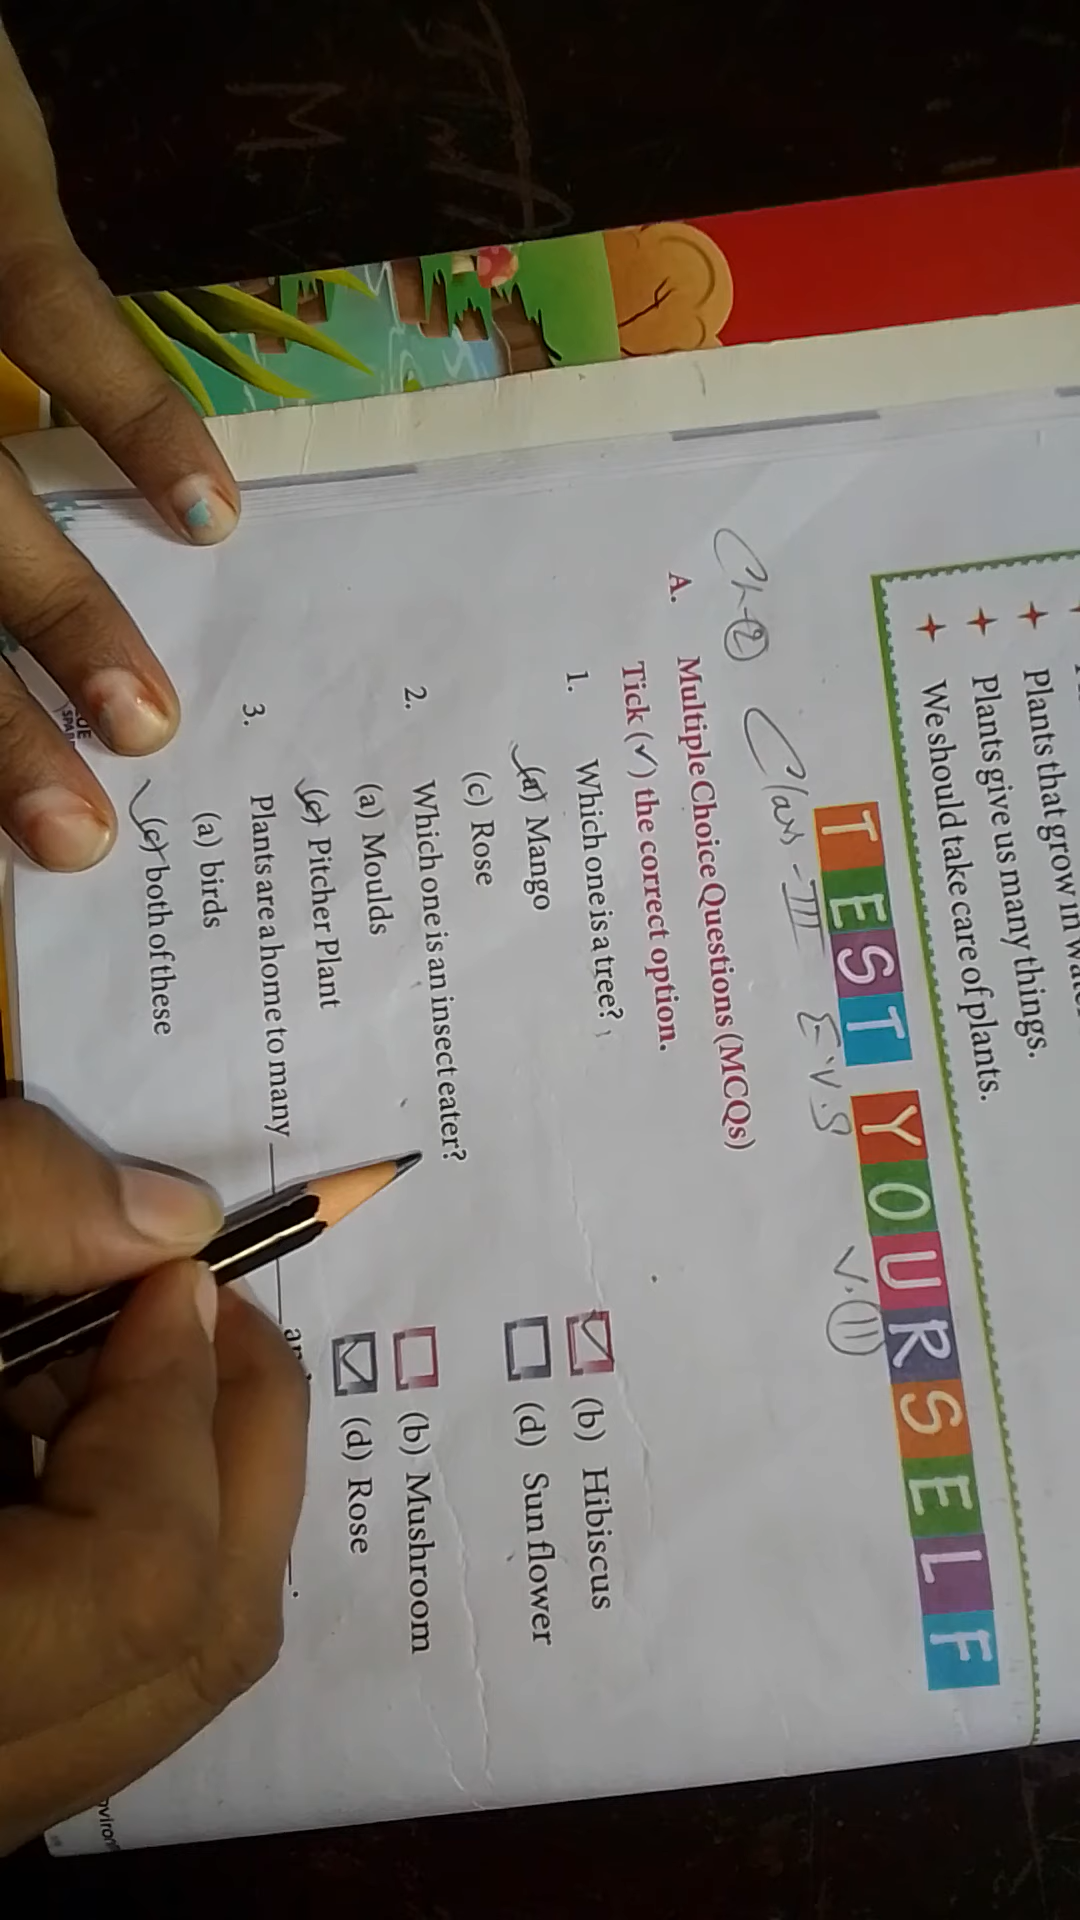 Plants that grow in water
Plants give us many things.
We should take care of plants.
TEST YOURSELF
Ch-2 Class-III E.V.S V.11
A. Multiple Choice Questions (MCQs)
Tick (✓) the correct option.
1. Which one is a tree?
(a) Mango (b) Hibiscus
(c) Rose (d) Sunflower
2. Which one is an insect eater?
(a) Moulds (b) Mushroom
(c) Pitcher Plant (d) Rose
3. Plants are a home to many
(a) birds
(c) both of these